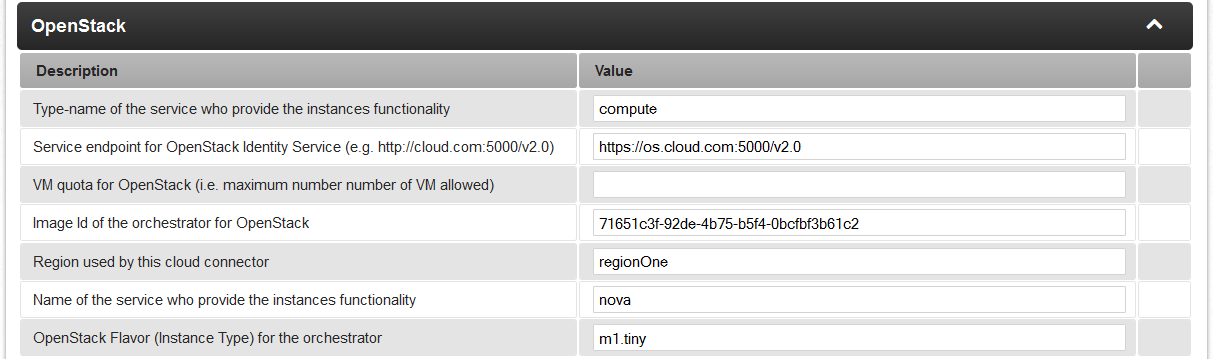 OpenStack
Description Value
Type-name of the service who provide the instances functionality compute
Service endpoint for OpenStack Identity Service (e.g. http://cloud.com:5000/v2.0) https://os.cloud.com:5000/v2.0
VM quota for OpenStack (i.e. maximum number number of VM allowed)
Image Id of the orchestrator for OpenStack 71651c3f-92de-4b75-b5f4-0bcfbf3b61c2
Region used by this cloud connector regionOne
Name of the service who provide the instances functionality nova
OpenStack Flavor (Instance Type) for the orchestrator m1.tiny